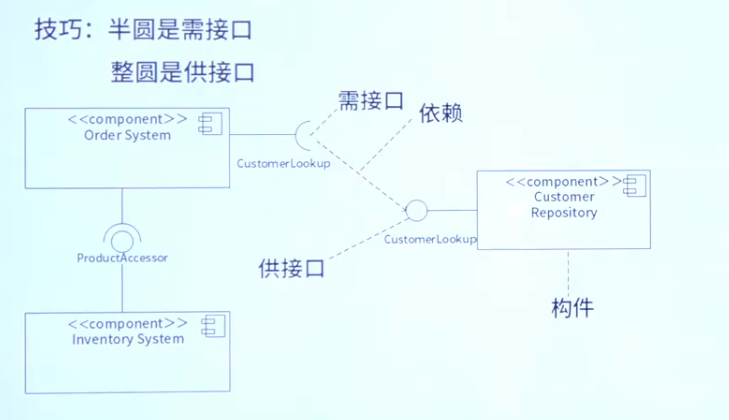 技巧：半圆是需接口
整圆是供接口
需接口
依赖
<<component>>
Order System
CustomerLookup
<<component>>
Customer
Repository
CustomerLookup
ProductAccessor
供接口
构件
<<component>>
Inventory System